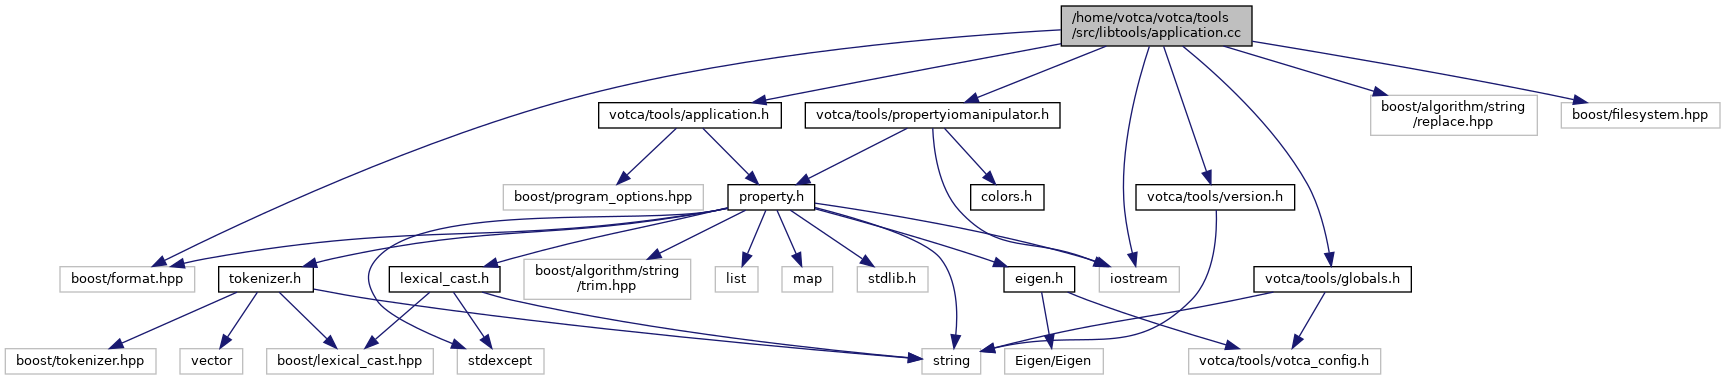 /home/votca/votca/tools
/src/libtools/application.cc
votca/tools/application.h
votca/tools/propertyiomanipulator.h
boost/algorithm/string
/replace.hpp
boost/filesystem.hpp
boost/program_options.hpp
property.h
colors.h
votca/tools/version.h
boost/format.hpp
tokenizer.h
lexical_cast.h
boost/algorithm/string
/trim.hpp
list
map
stdlib.h
eigen.h
iostream
votca/tools/globals.h
boost/tokenizer.hpp
vector
boost/lexical_cast.hpp
stdexcept
string
Eigen/Eigen
votca/tools/votca_config.h